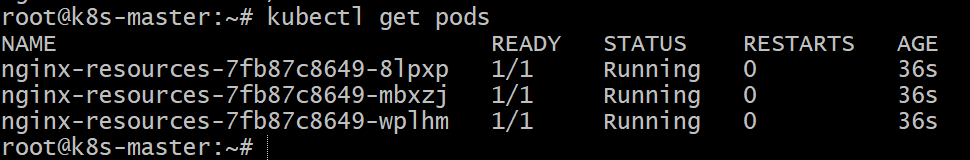 root@k8s-master:~# kubectl get pods
NAME READY STATUS RESTARTS AGE
nginx-resources-7fb87c8649-8lpxp 1/1 Running 0 36s
nginx-resources-7fb87c8649-mbxzj 1/1 Running 0 36s
nginx-resources-7fb87c8649-wplhm 1/1 Running 0 36s
root@k8s-master:~#